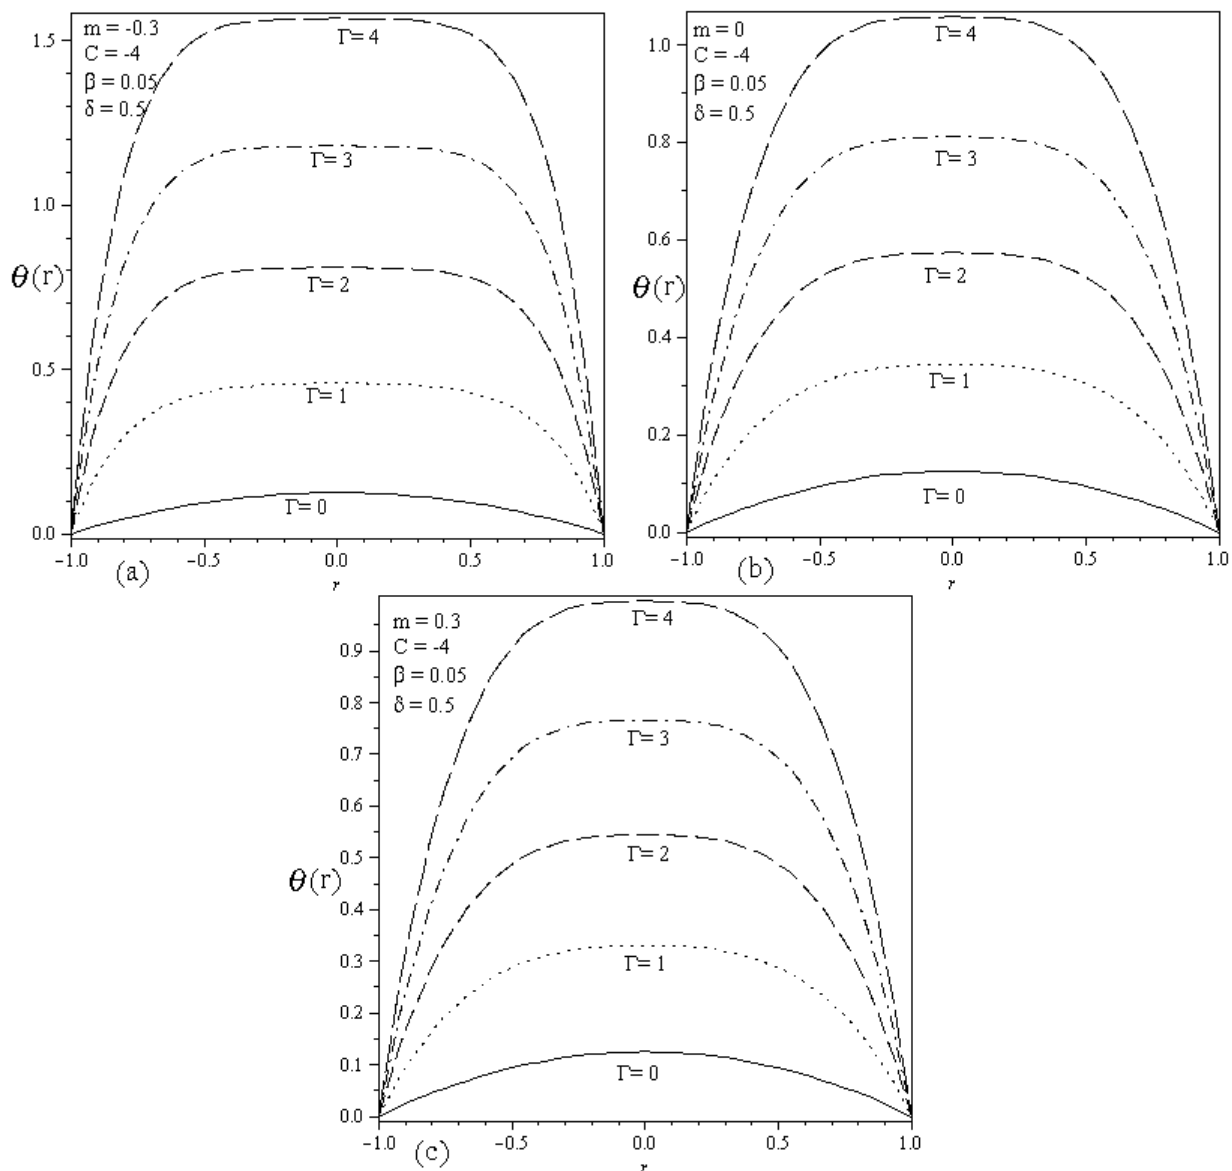 m = -0.3
C = -4
β = 0.05
δ = 0.5
Γ= 4
Γ= 3
Γ= 2
Γ= 1
Γ= 0
1.5
1.0
0.5
0.0
θ(r)
−1.0 −0.5 0.0 0.5 1.0
r
(a)
m = 0
C = -4
β = 0.05
δ = 0.5
Γ= 4
Γ= 3
Γ= 2
Γ= 1
Γ= 0
1.0
0.8
0.6
0.4
0.2
0.0
θ(r)
−1.0 −0.5 0.0 0.5 1.0
r
(b)
m = 0.3
C = -4
β = 0.05
δ = 0.5
Γ= 4
Γ= 3
Γ= 2
Γ= 1
Γ= 0
0.9
0.8
0.7
0.6
0.5
0.4
0.3
0.2
0.1
0.0
θ(r)
−1.0 −0.5 0.0 0.5 1.0
r
(c)